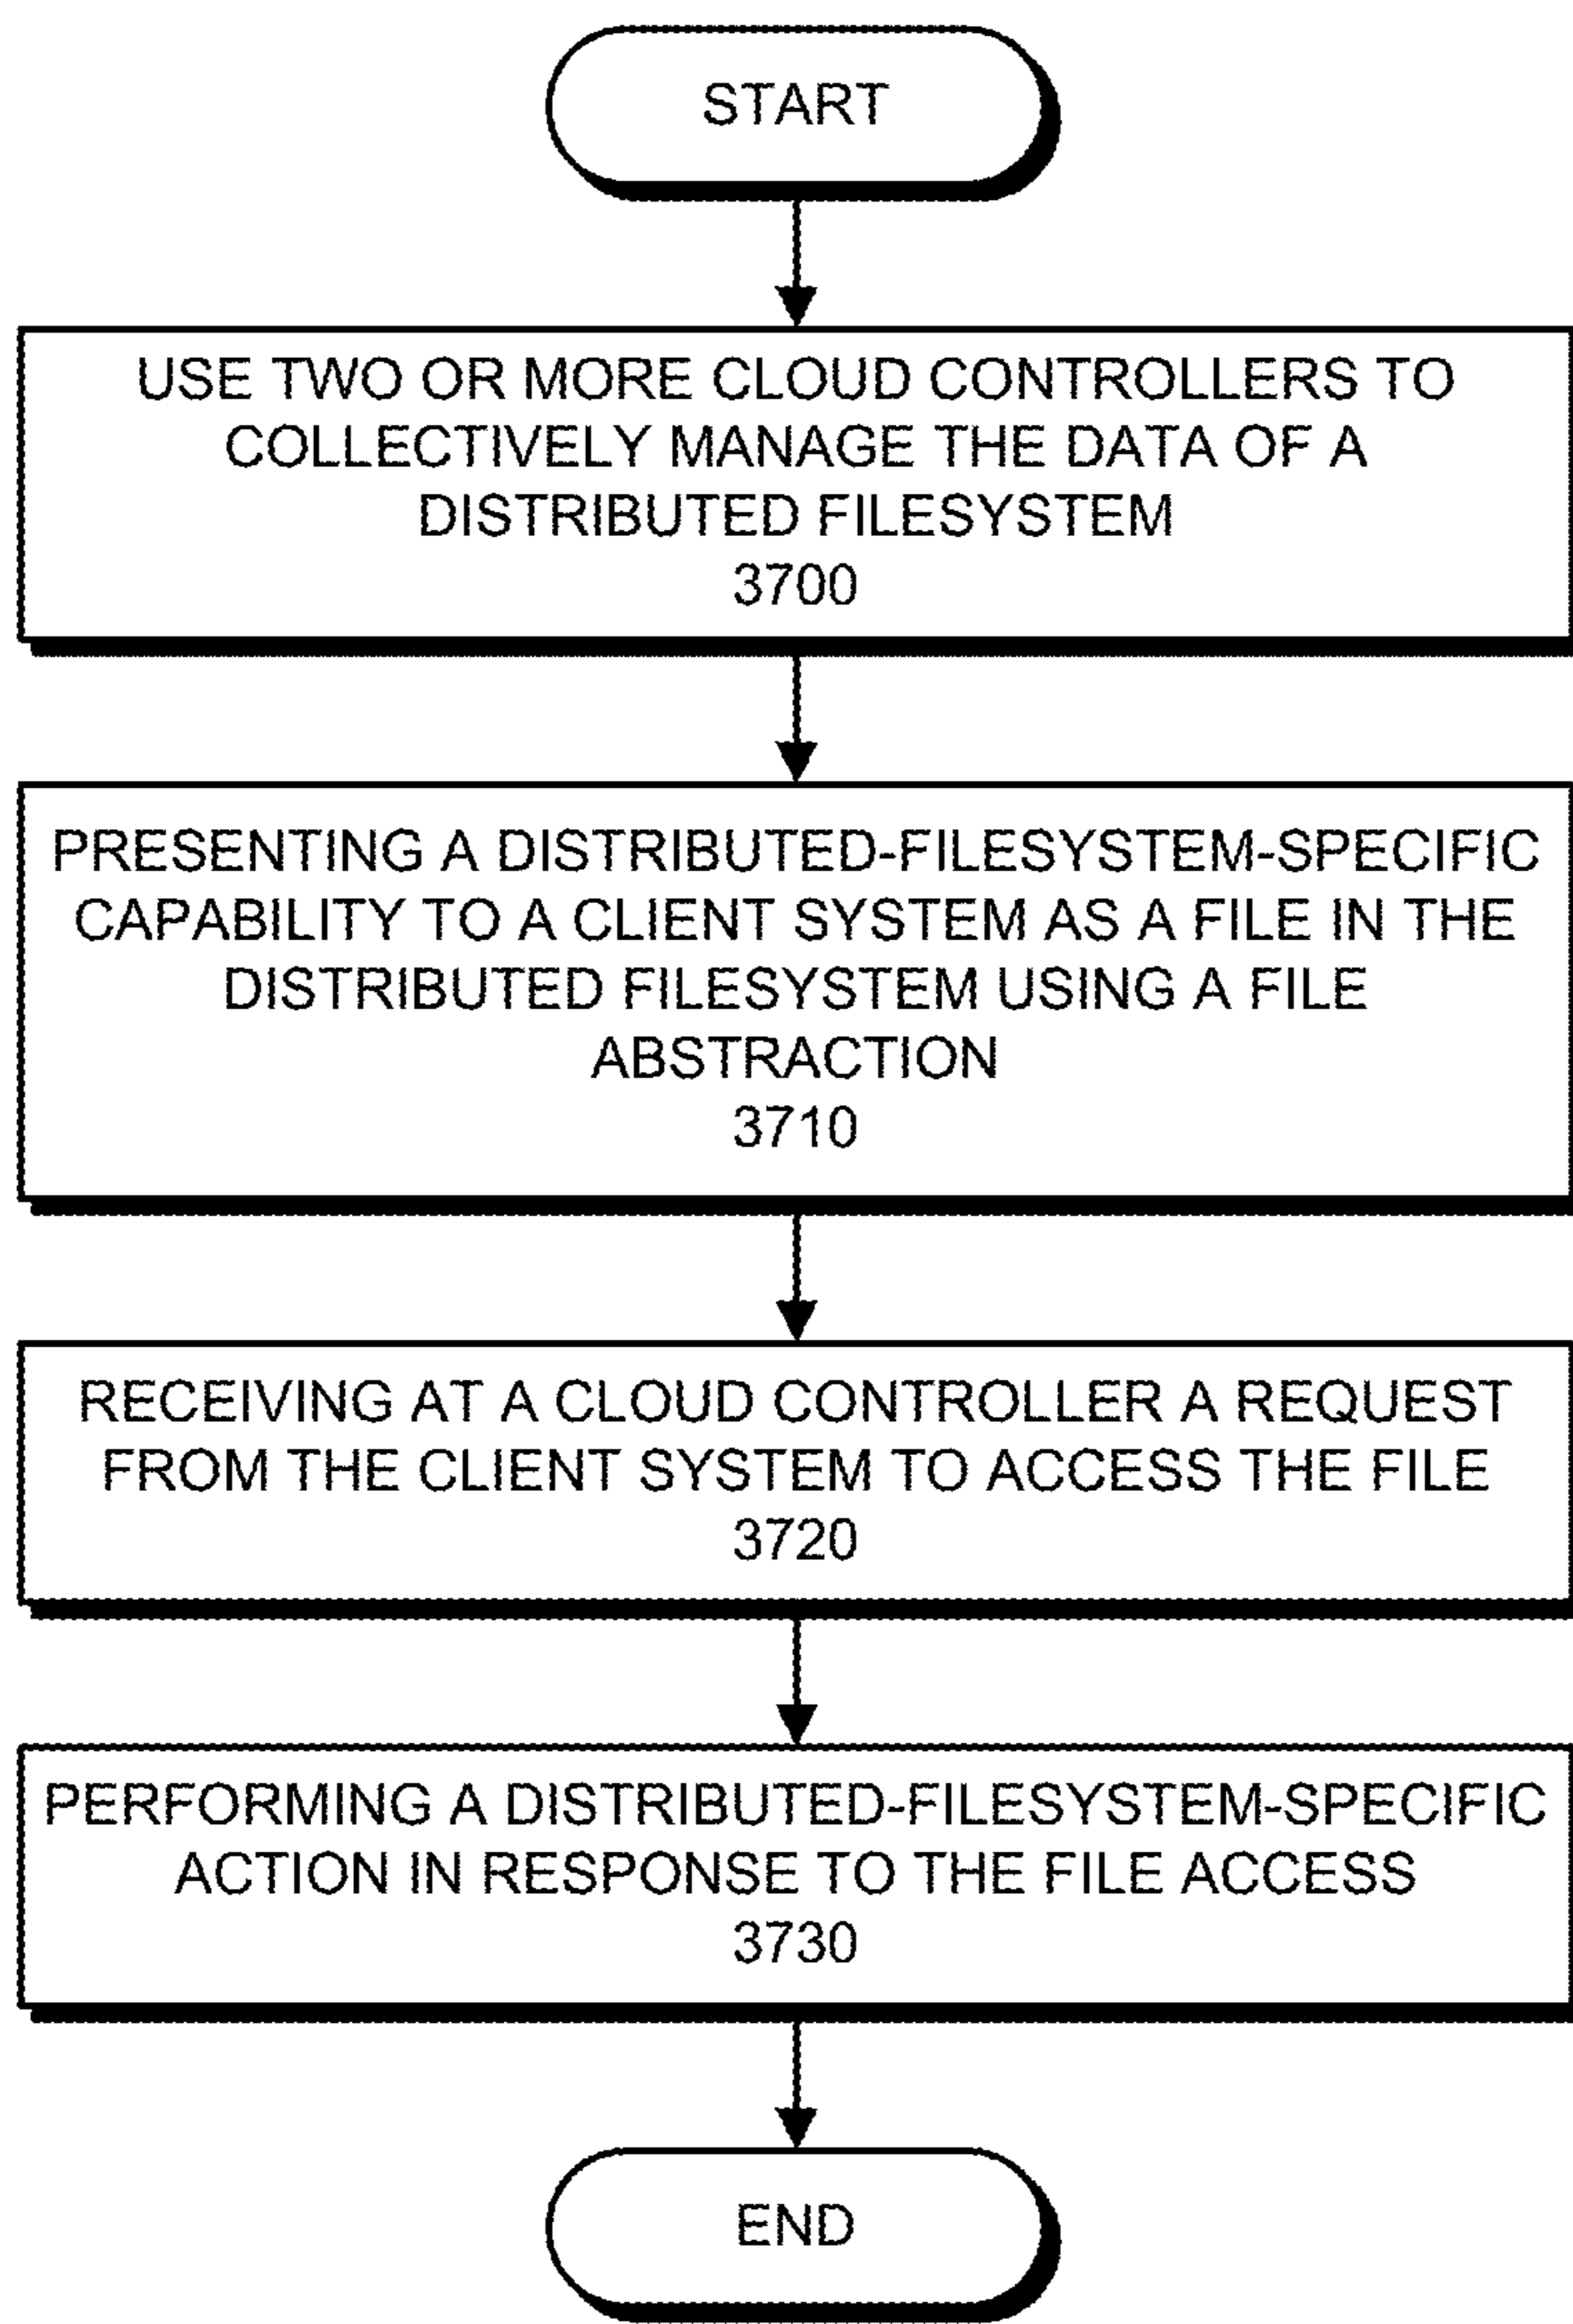 START
USE TWO OR MORE CLOUD CONTROLLERS TO
COLLECTIVELY MANAGE THE DATA OF A
DISTRIBUTED FILESYSTEM
3700
PRESENTING A DISTRIBUTED-FILESYSTEM-SPECIFIC
CAPABILITY TO A CLIENT SYSTEM AS A FILE IN THE
DISTRIBUTED FILESYSTEM USING A FILE
ABSTRACTION
3710
RECEIVING AT A CLOUD CONTROLLER A REQUEST
FROM THE CLIENT SYSTEM TO ACCESS THE FILE
3720
PERFORMING A DISTRIBUTED-FILESYSTEM-SPECIFIC
ACTION IN RESPONSE TO THE FILE ACCESS
3730
END